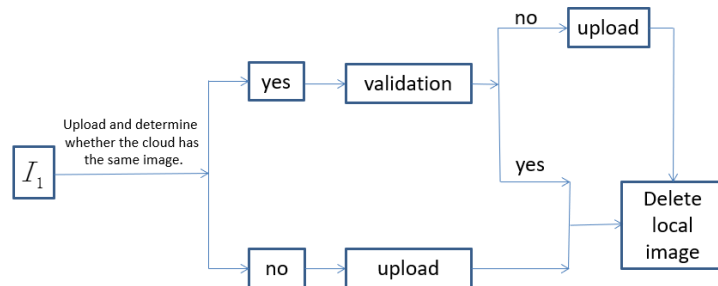 no
upload
yes
validation
Upload and determine
whether the cloud has
the same image.
I₁
yes
Delete
local
image
no
upload